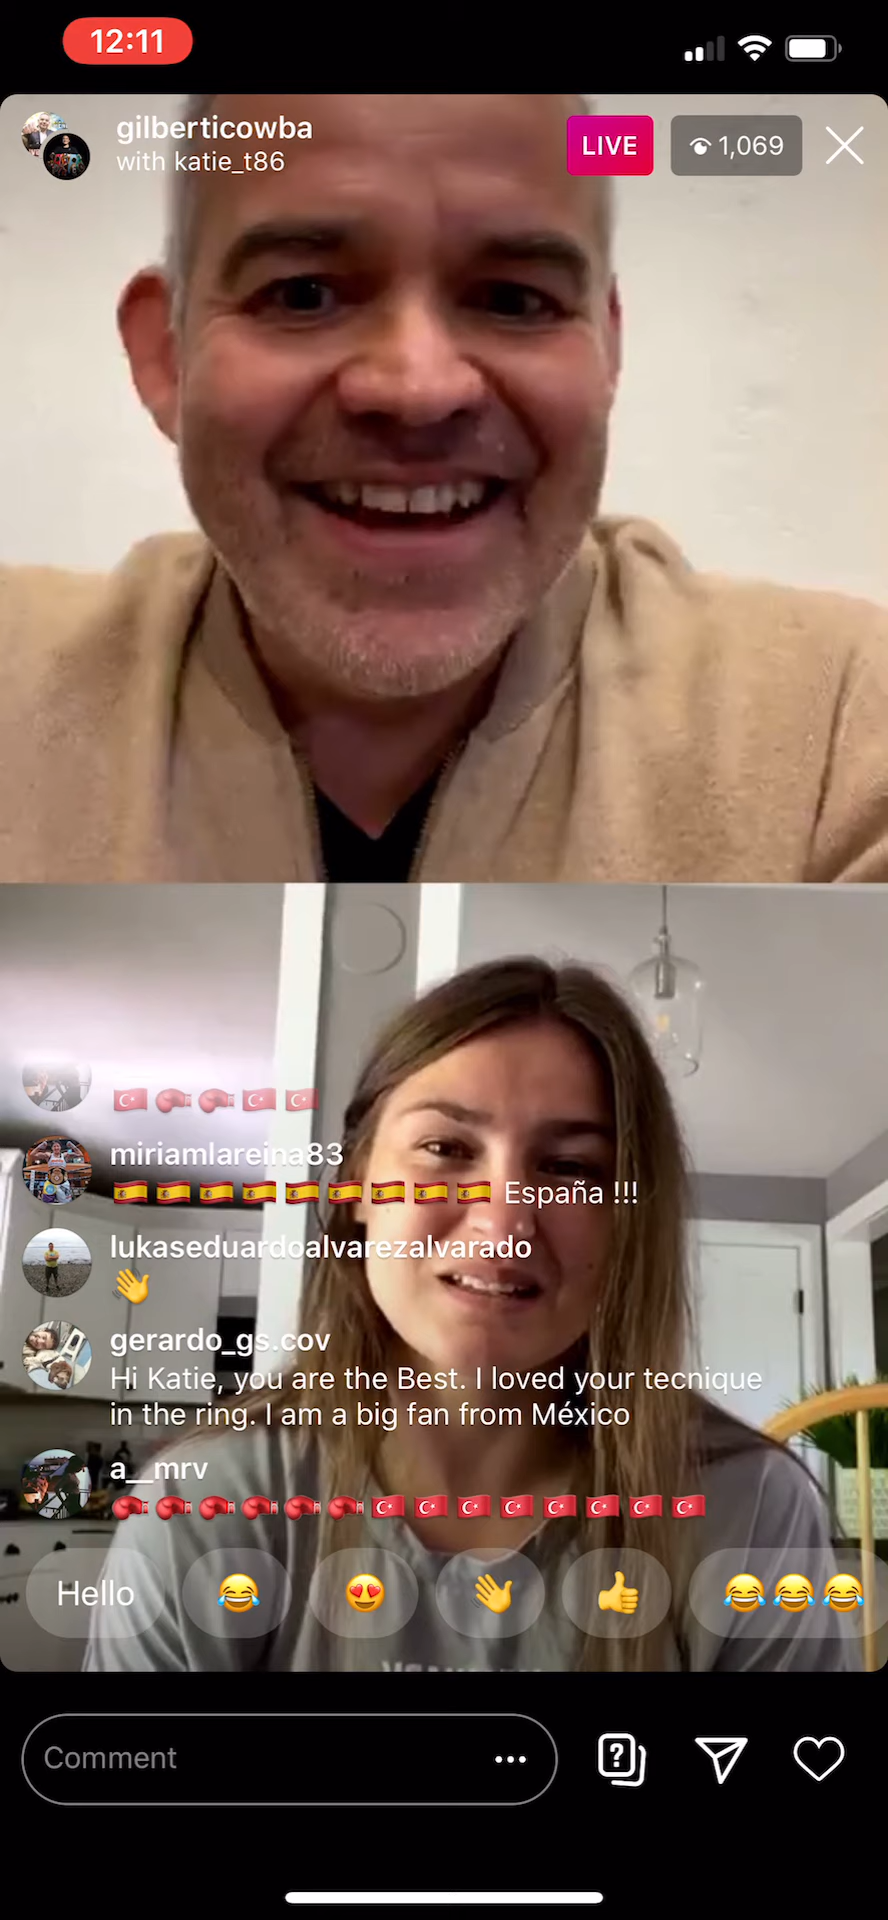 12:11
gilberticowba
with katie_t86
LIVE
1,069
🇹🇷🥊🥊🇹🇷🇹🇷
miriamlareina83
🇪🇸🇪🇸🇪🇸🇪🇸🇪🇸🇪🇸🇪🇸🇪🇸🇪🇸 España !!!
lukaseduardoalvarezalvarado
👋
gerardo_gs.cov
Hi Katie, you are the Best. I loved your tecnique
in the ring. I am a big fan from México
a__mrv
🥊🥊🥊🥊🥊🥊🇹🇷🇹🇷🇹🇷🇹🇷🇹🇷🇹🇷🇹🇷🇹🇷
Hello 😂 😍 👋 👍 😂😂😂
Comment